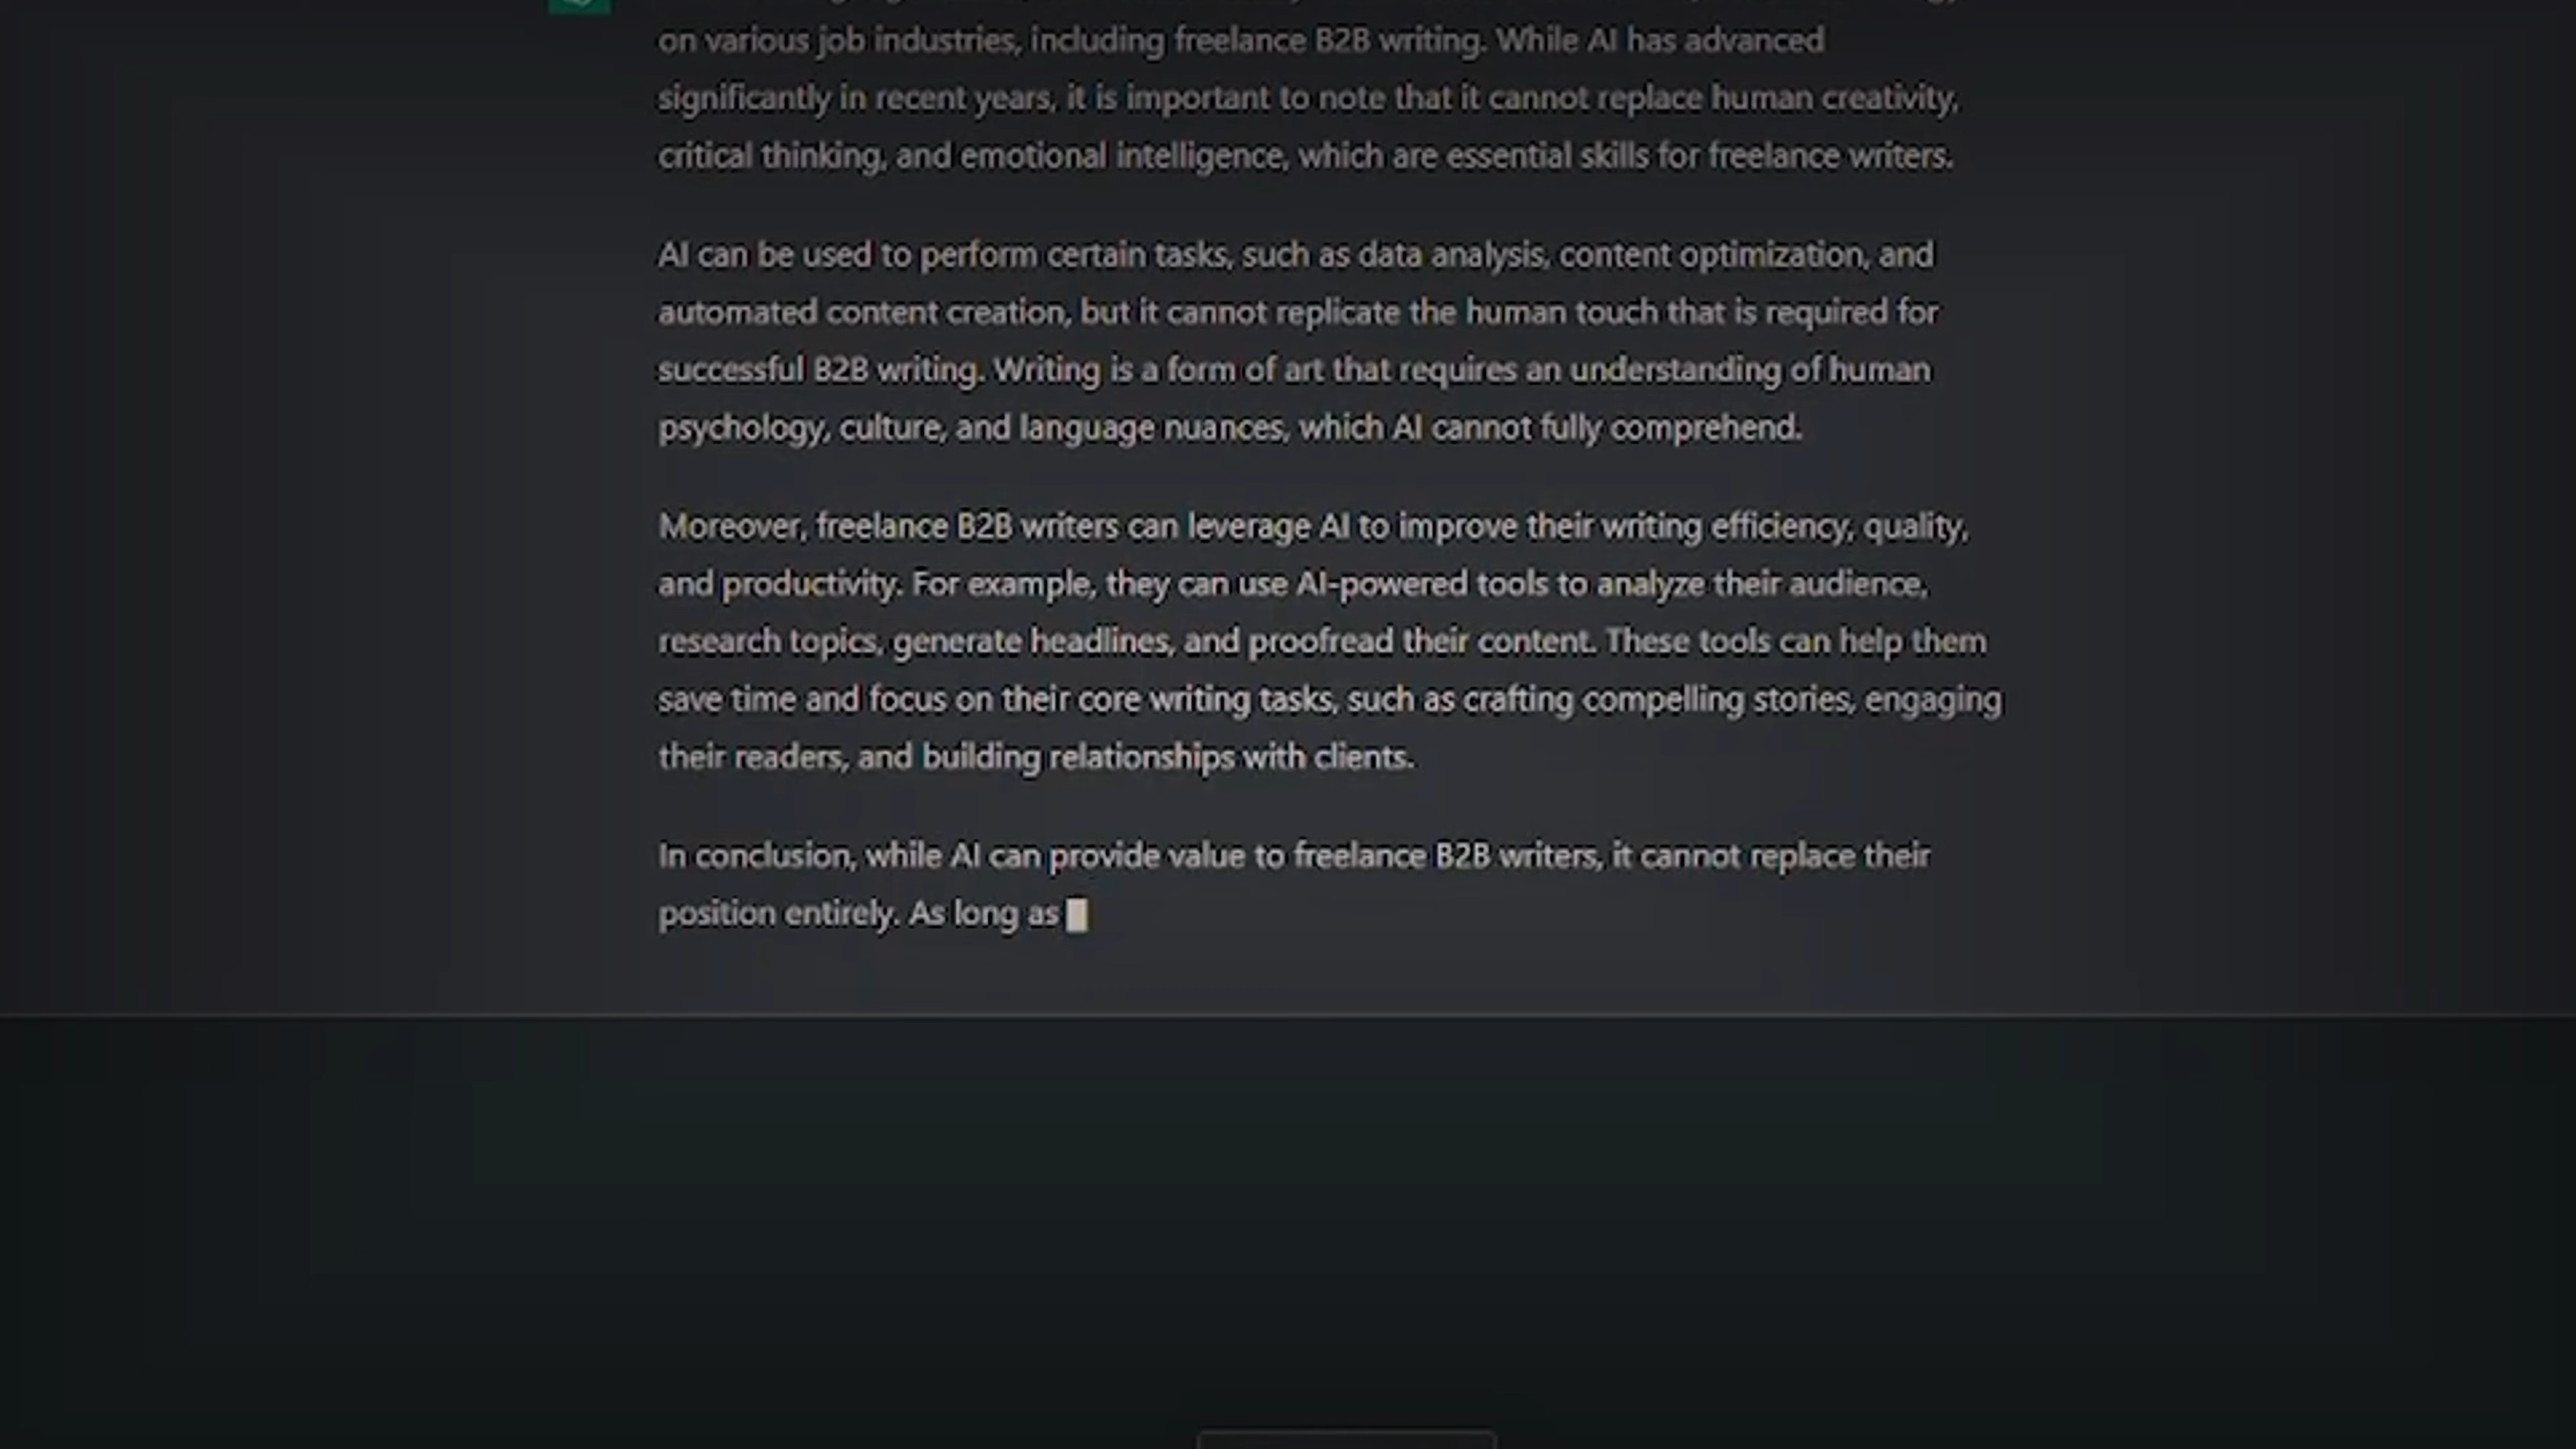 on various job industries, including freelance B2B writing. While AI has advanced
significantly in recent years, it is important to note that it cannot replace human creativity,
critical thinking, and emotional intelligence, which are essential skills for freelance writers.
AI can be used to perform certain tasks, such as data analysis, content optimization, and
automated content creation, but it cannot replicate the human touch that is required for
successful B2B writing. Writing is a form of art that requires an understanding of human
psychology, culture, and language nuances, which AI cannot fully comprehend.
Moreover, freelance B2B writers can leverage AI to improve their writing efficiency, quality,
and productivity. For example, they can use AI-powered tools to analyze their audience,
research topics, generate headlines, and proofread their content. These tools can help them
save time and focus on their core writing tasks, such as crafting compelling stories, engaging
their readers, and building relationships with clients.
In conclusion, while AI can provide value to freelance B2B writers, it cannot replace their
position entirely. As long as